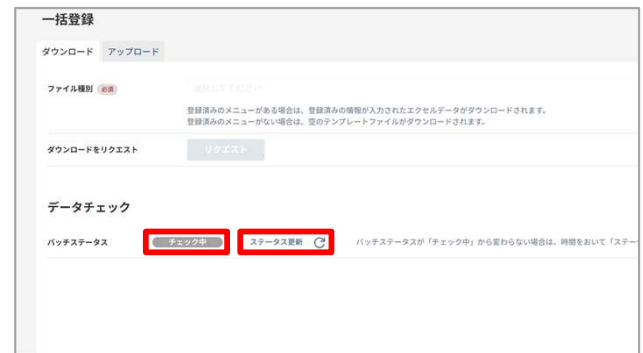 一括登録
ダウンロード アップロード
ファイル種別 必須
選択してください
登録済みのメニューがある場合は、登録済みの情報が入力されたエクセルデータがダウンロードされます。
登録済みのメニューがない場合は、空のテンプレートファイルがダウンロードされます。
ダウンロードをリクエスト リクエスト
データチェック
バッチステータス チェック中 ステータス更新 バッチステータスが「チェック中」から変わらない場合は、時間をおいて「ステー